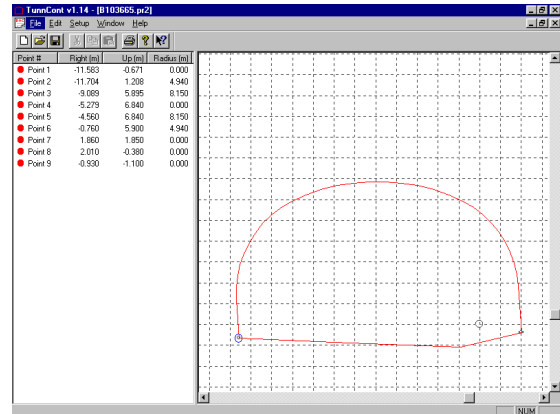 TunnCont v1.14 - [B103665.pr2]
File Edit Setup Window Help
Point # Right (m) Up (m) Radius (m)
Point 1 -11.583 -0.671 0.000
Point 2 -11.704 1.208 4.940
Point 3 -9.089 5.895 8.150
Point 4 -5.279 6.840 0.000
Point 5 -4.560 6.840 8.150
Point 6 -0.760 5.900 4.940
Point 7 1.860 1.850 0.000
Point 8 2.010 -0.380 0.000
Point 9 -0.930 -1.100 0.000
NUM